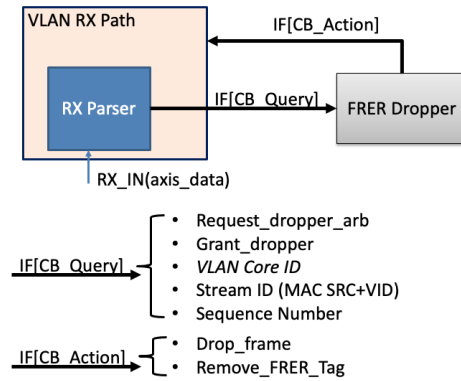 VLAN RX Path
IF[CB_Action]
RX Parser
IF[CB_Query]
FRER Dropper
RX_IN(axis_data)
IF[CB_Query]
• Request_dropper_arb
• Grant_dropper
• VLAN Core ID
• Stream ID (MAC SRC+VID)
• Sequence Number
IF[CB_Action]
• Drop_frame
• Remove_FRER_Tag